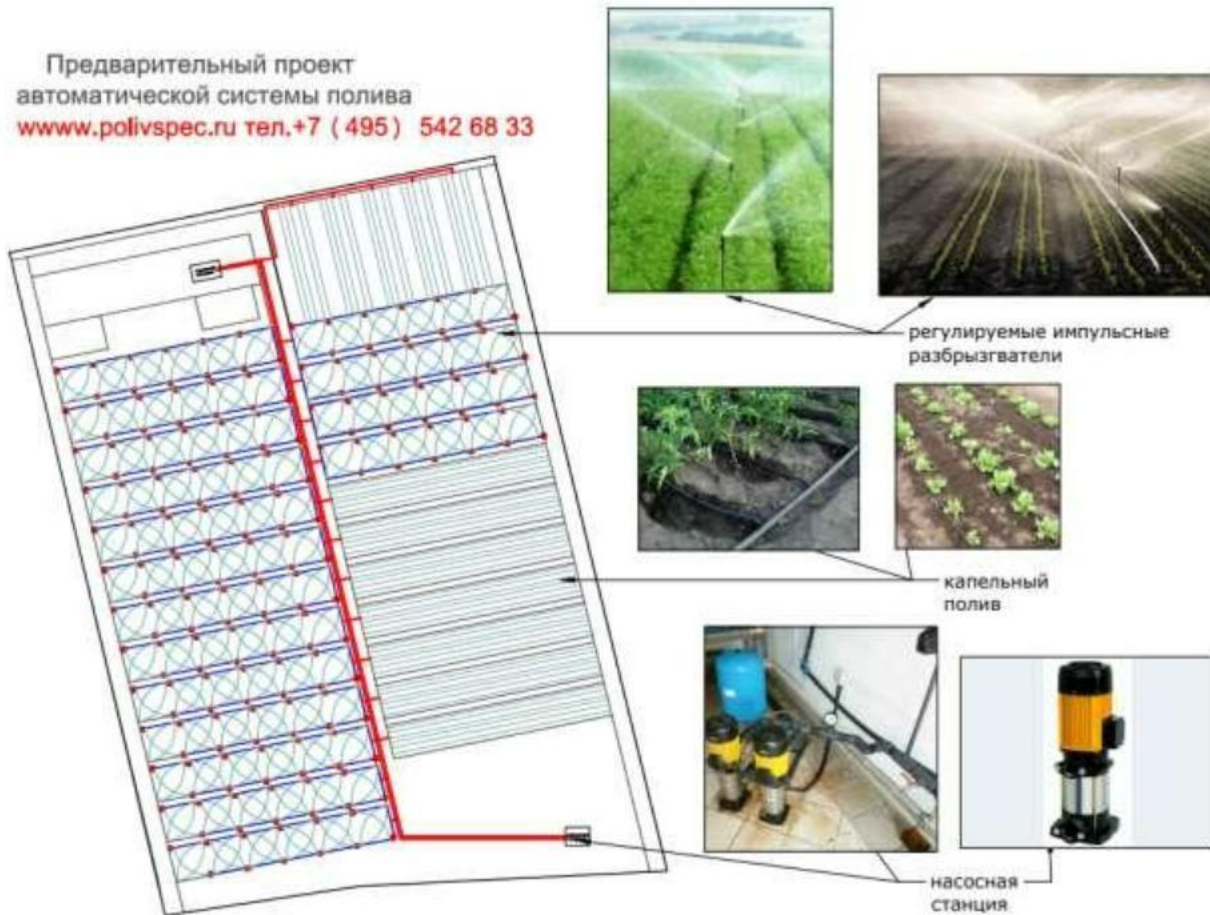 Предварительный проект
автоматической системы полива
wwww.polivspec.ru тел.+7 ( 495 ) 542 68 33
регулируемые импульсные
разбрызгватели
капельный
полив
насосная
станция